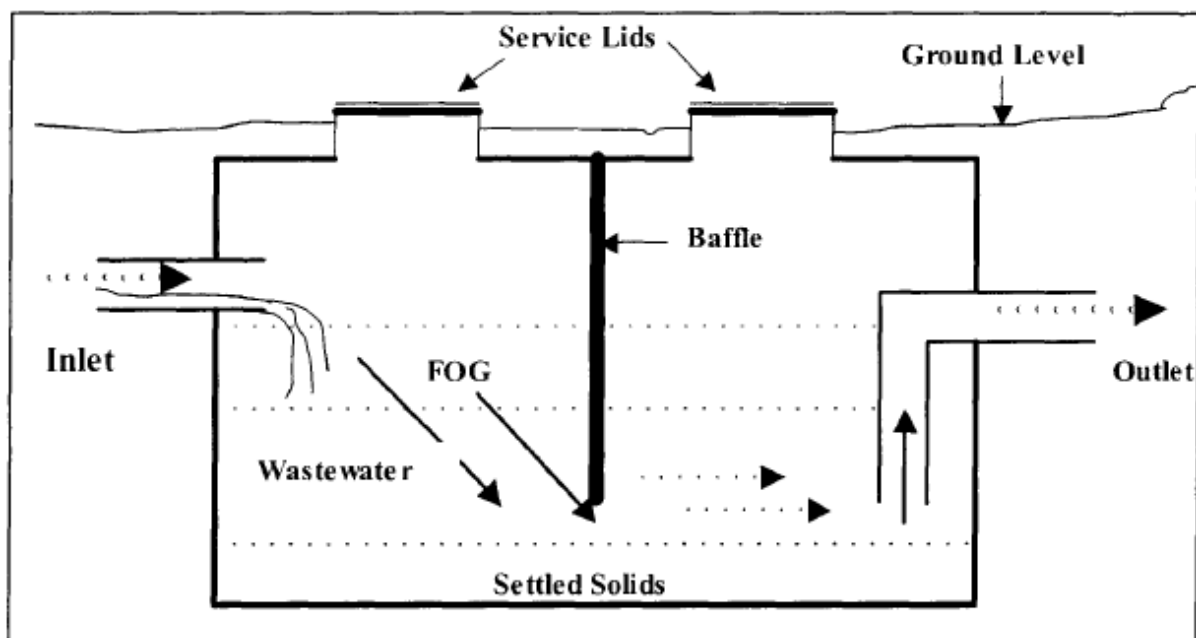 Service Lids
Ground Level
Baffle
Inlet
FOG
Outlet
Wastewater
Settled Solids